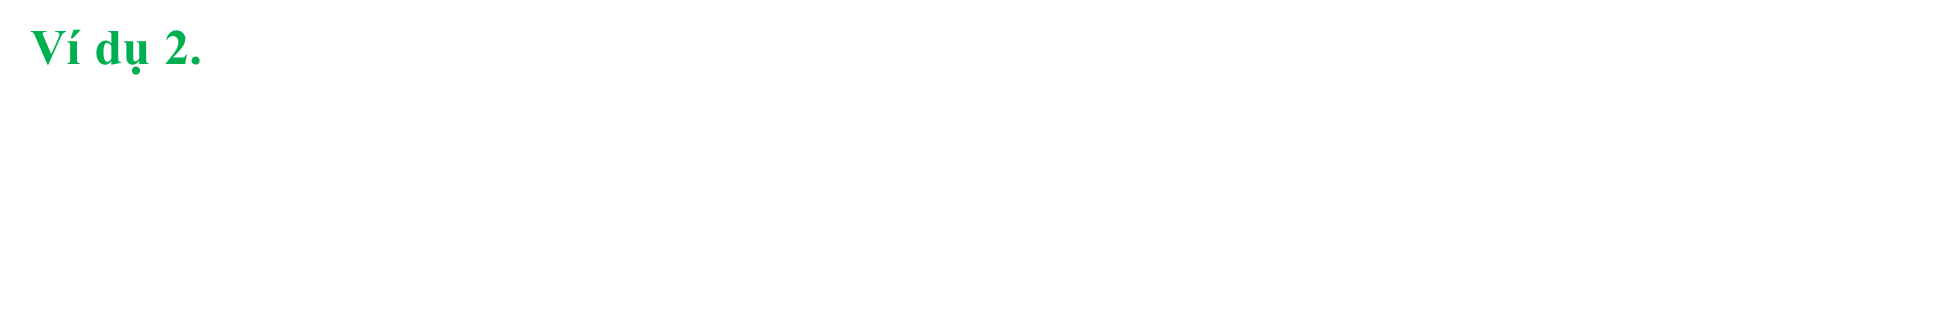 Ví dụ 2.